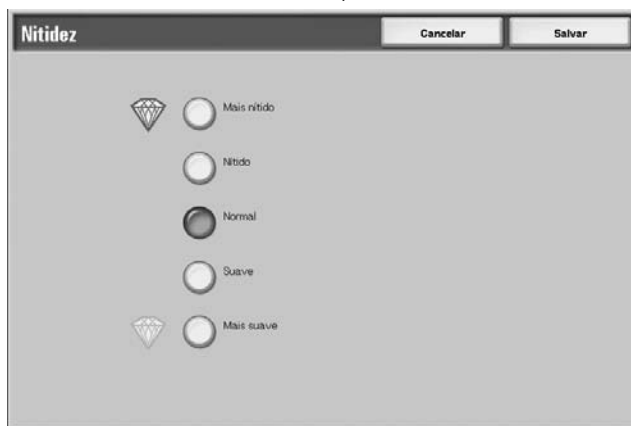 Nitidez
Cancelar
Salvar
Mais nítido
Nítido
Normal
Suave
Mais suave